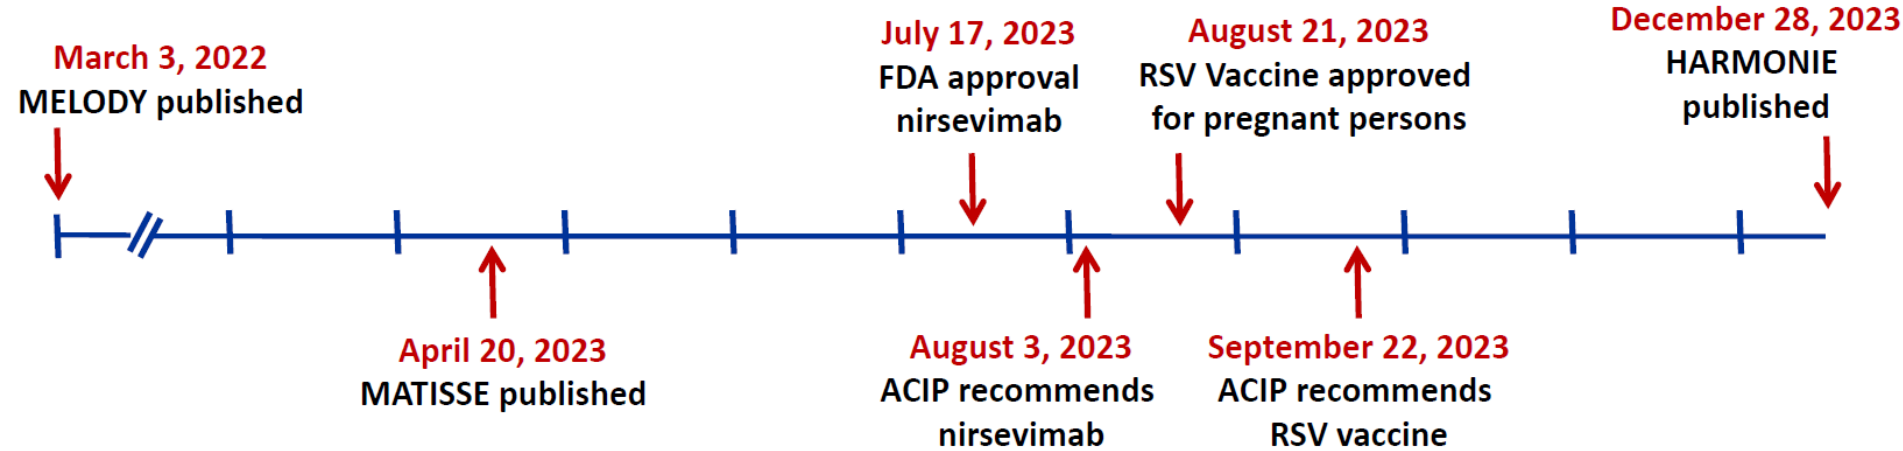 March 3, 2022
MELODY published
April 20, 2023
MATISSE published
July 17, 2023
FDA approval
nirsevimab
August 3, 2023
ACIP recommends
nirsevimab
August 21, 2023
RSV Vaccine approved
for pregnant persons
September 22, 2023
ACIP recommends
RSV vaccine
December 28, 2023
HARMONIE
published